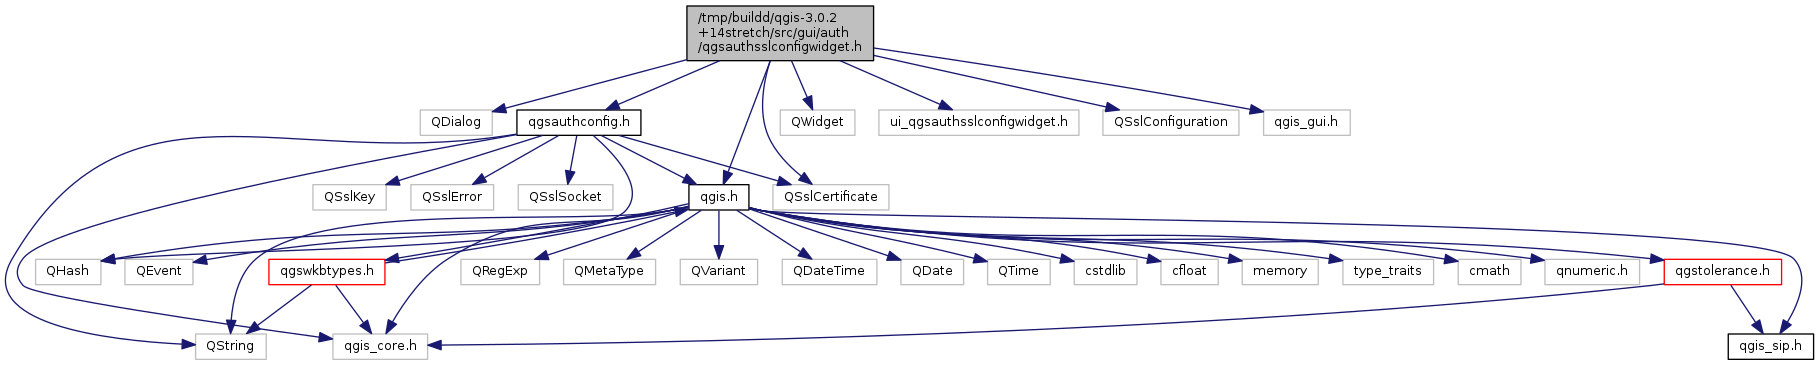 /tmp/buildd/qgis-3.0.2
+14stretch/src/gui/auth
/qgsauthsslconfigwidget.h
QDialog
qgsauthconfig.h
QWidget
ui_qgsauthsslconfigwidget.h
QSslConfiguration
qgis_gui.h
QSslKey
QSslError
QSslSocket
qgis.h
QSslCertificate
QHash
QEvent
qgswkbtypes.h
QRegExp
QMetaType
QVariant
QDateTime
QDate
QTime
cstdlib
cfloat
memory
type_traits
cmath
qnumeric.h
qgstolerance.h
QString
qgis_core.h
qgis_sip.h